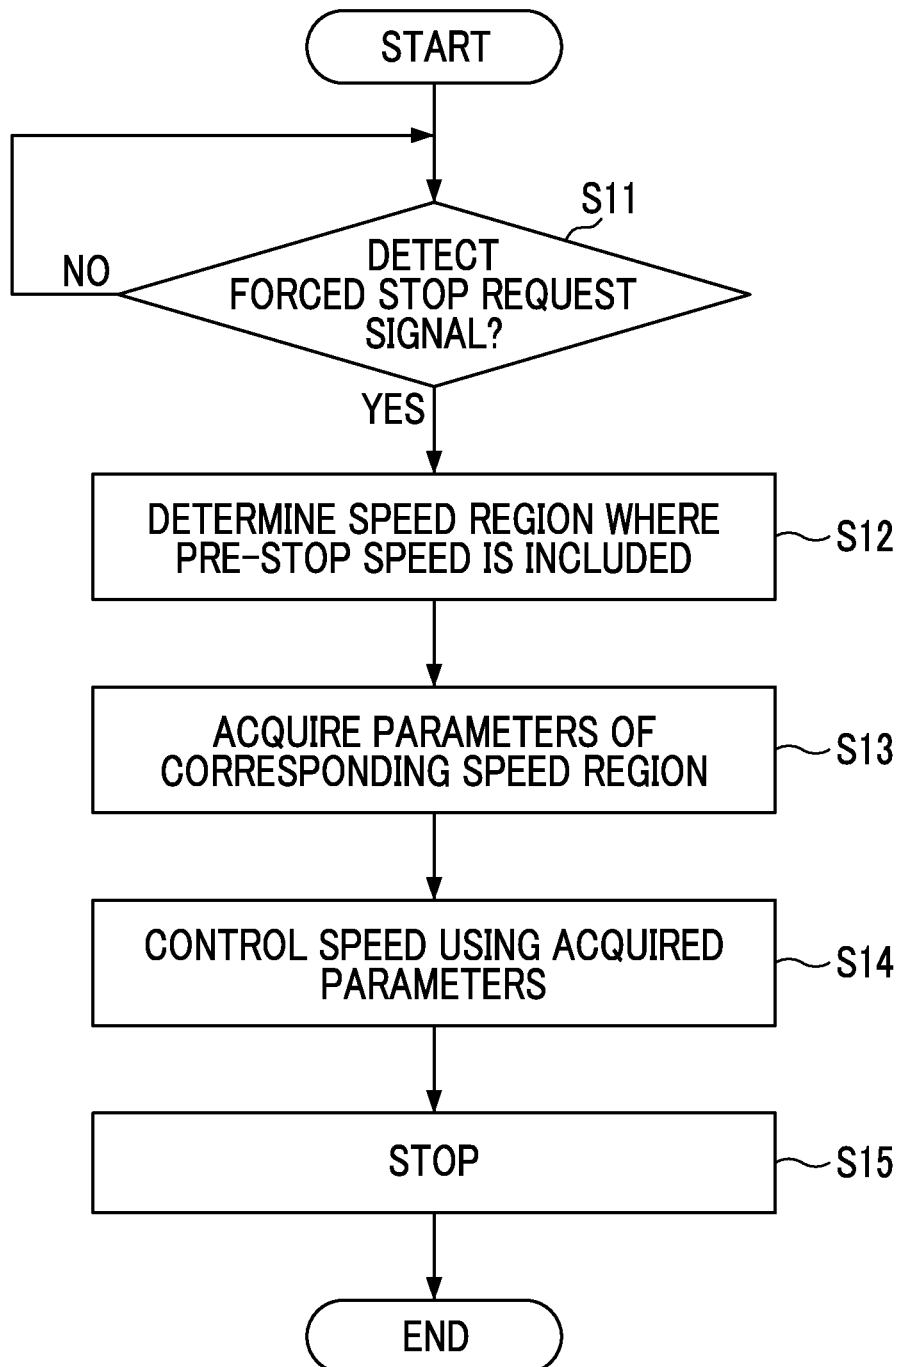 START
S11
DETECT
FORCED STOP REQUEST
SIGNAL?
NO
YES
DETERMINE SPEED REGION WHERE
PRE-STOP SPEED IS INCLUDED
S12
ACQUIRE PARAMETERS OF
CORRESPONDING SPEED REGION
S13
CONTROL SPEED USING ACQUIRED
PARAMETERS
S14
STOP
S15
END